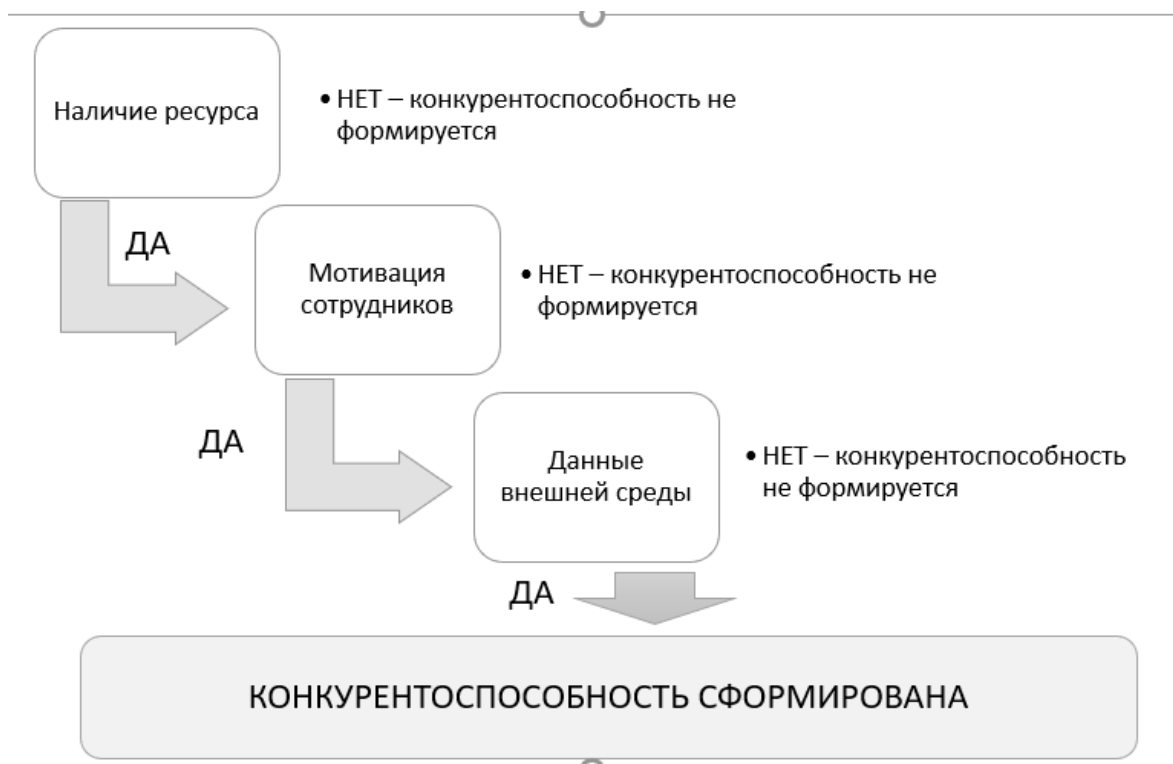 Наличие ресурса
• НЕТ – конкурентоспособность не
формируется
ДА
Мотивация
сотрудников
• НЕТ – конкурентоспособность не
формируется
ДА
Данные
внешней среды
• НЕТ – конкурентоспособность
не формируется
ДА
КОНКУРЕНТОСПОСОБНОСТЬ СФОРМИРОВАНА